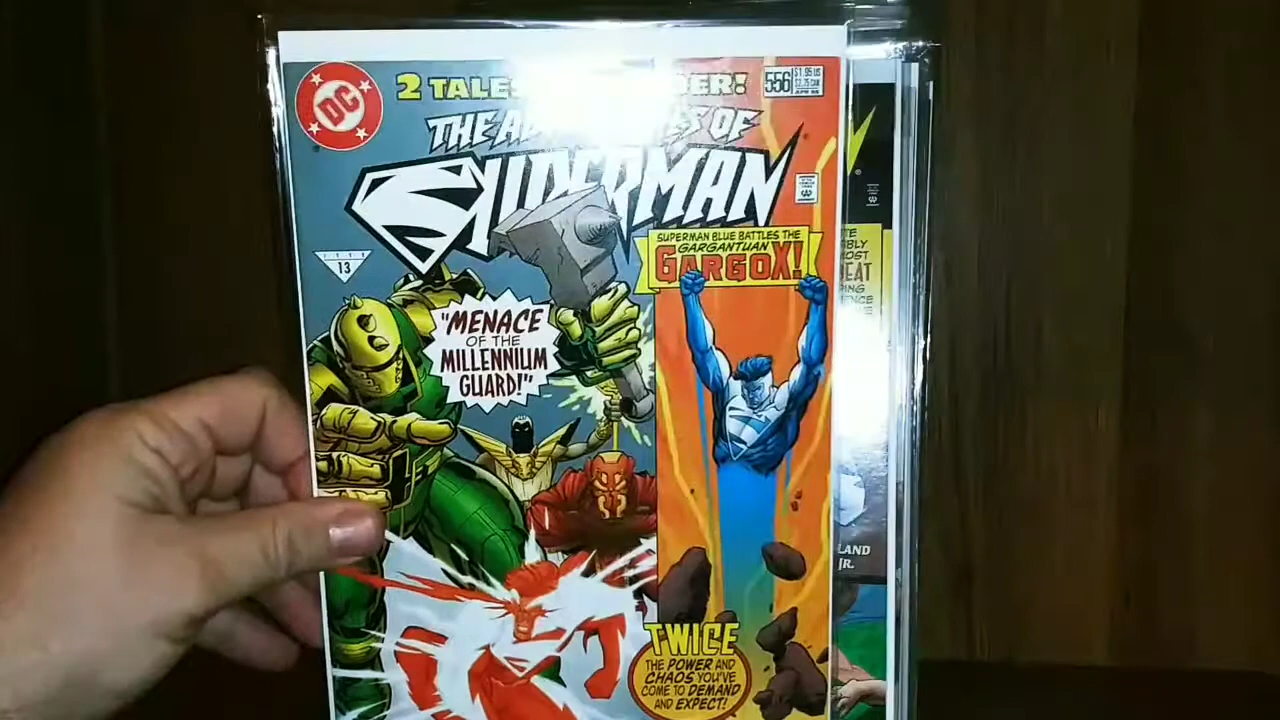 2 TALES
556
$1.95 US
$2.75 CAN
APR 98
DC
THE ADVENTURES OF
SUPERMAN
13
SUPERMAN BLUE BATTLES THE
GARGANTUAN
GARGOX!
"MENACE
OF THE
MILLENNIUM
GUARD!"
TWICE
THE POWER AND
CHAOS YOU'VE
COME TO DEMAND
AND EXPECT!
LAND
JR.